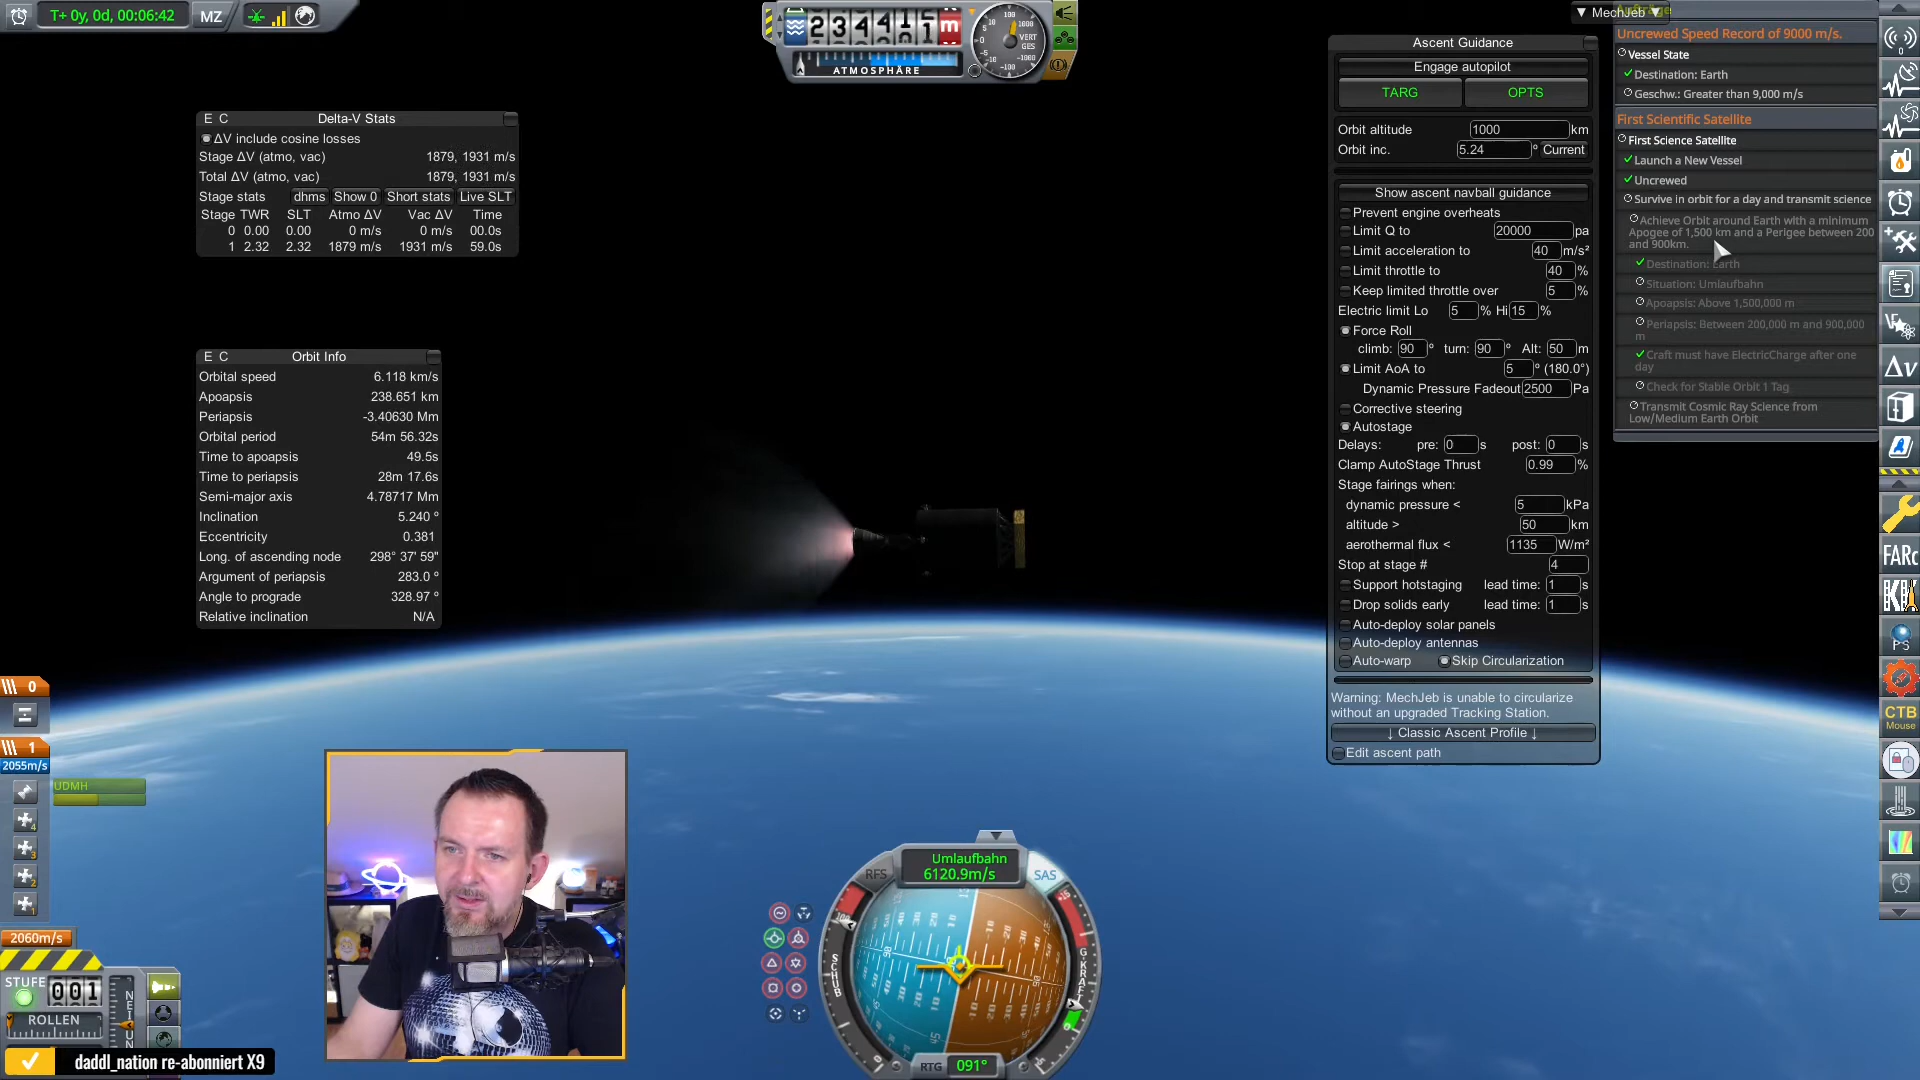 T+ 0y, 0d, 00:06:42
MZ
ATMOSPHÄRE
m
VERT
GES
▼ MechJeb ▼
Uncrewed Speed Record of 9000 m/s.
Vessel State
Destination: Earth
Geschw.: Greater than 9,000 m/s
First Scientific Satellite
First Science Satellite
Launch a New Vessel
Uncrewed
Survive in orbit for a day and transmit science
Achieve Orbit around Earth with a minimum
Apogee of 1,500 km and a Perigee between 200
and 900km.
Destination: Earth
Situation: Umlaufbahn
Apoapsis: Above 1,500,000 m
Periapsis: Between 200,000 m and 900,000
m
Craft must have ElectricCharge after one
day
Check for Stable Orbit 1 Tag
Transmit Cosmic Ray Science from
Low/Medium Earth Orbit
E C Delta-V Stats
ΔV include cosine losses
Stage ΔV (atmo, vac) 1879, 1931 m/s
Total ΔV (atmo, vac) 1879, 1931 m/s
Stage stats dhms Show 0 Short stats Live SLT
Stage TWR SLT Atmo ΔV Vac ΔV Time
0 0.00 0.00 0 m/s 0 m/s 00.0s
1 2.32 2.32 1879 m/s 1931 m/s 59.0s
E C Orbit Info
Orbital speed 6.118 km/s
Apoapsis 238.651 km
Periapsis -3.40630 Mm
Orbital period 54m 56.32s
Time to apoapsis 49.5s
Time to periapsis 28m 17.6s
Semi-major axis 4.78717 Mm
Inclination 5.240 º
Eccentricity 0.381
Long. of ascending node 298° 37' 59"
Argument of periapsis 283.0 º
Angle to prograde 328.97 º
Relative inclination N/A
Ascent Guidance
Engage autopilot
TARG OPTS
Orbit altitude 1000 km
Orbit inc. 5.24 º Current
Show ascent navball guidance
Prevent engine overheats
Limit Q to 20000 pa
Limit acceleration to 40 m/s²
Limit throttle to 40 %
Keep limited throttle over 5 %
Electric limit Lo 5 % Hi 15 %
Force Roll
climb: 90 º turn: 90 º Alt: 50 m
Limit AoA to 5 º (180.0°)
Dynamic Pressure Fadeout 2500 Pa
Corrective steering
Autostage
Delays: pre: 0 s post: 0 s
Clamp AutoStage Thrust 0.99 %
Stage fairings when:
dynamic pressure < 5 kPa
altitude > 50 km
aerothermal flux < 1135 W/m²
Stop at stage # 4
Support hotstaging lead time: 1 s
Drop solids early lead time: 1 s
Auto-deploy solar panels
Auto-deploy antennas
Auto-warp Skip Circularization
Warning: MechJeb is unable to circularize
without an upgraded Tracking Station.
↓ Classic Ascent Profile ↓
Edit ascent path
Δv
FARc
PS
CTB
Mouse
0
1
2055m/s
UDMH
4
3
2
1
2060m/s
STUFE
001
ROLLEN
Umlaufbahn
6120.9m/s
RFS
SAS
SCHUB
G-KRAFT
RTG 091°
daddl_nation re-abonniert X9